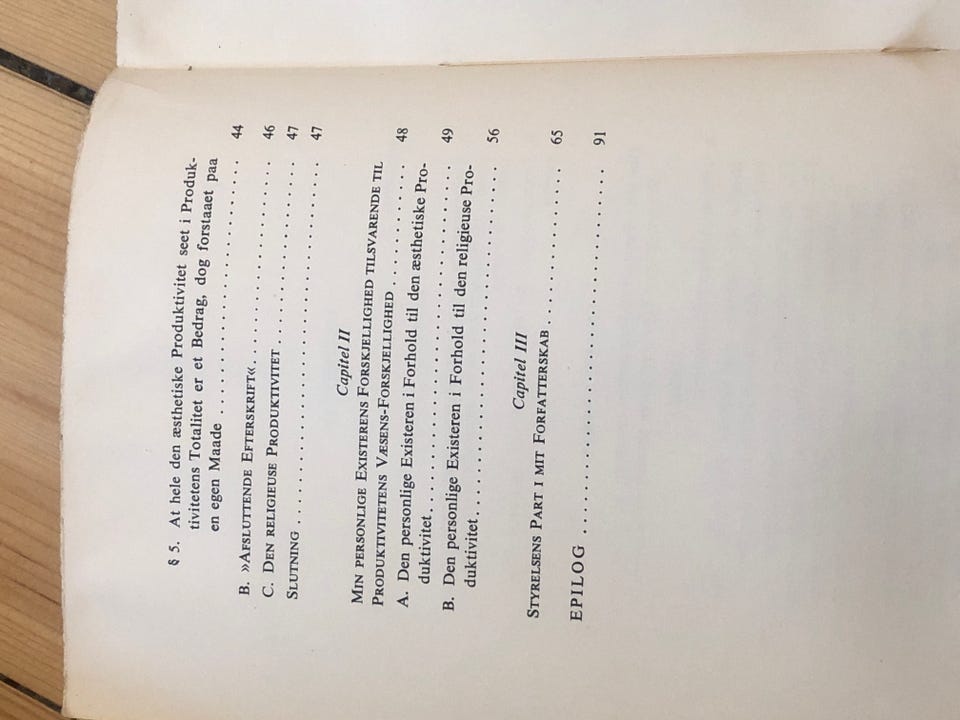 § 5. At hele den æsthetiske Produktivitet seet i Produk-
tivitetens Totalitet er et Bedrag, dog forstaaet paa
en egen Maade . . . . . . . . . . . . . . . . . . . . . . . . . . . . 44
B. »Afsluttende Efterskrift«. . . . . . . . . . . . . . . . . . . . . . 46
C. Den religieuse Produktivitet . . . . . . . . . . . . . . . . . . . 47
Slutning . . . . . . . . . . . . . . . . . . . . . . . . . . . . . . . . . . . . 47
Capitel II
Min personlige Existerens Forskjellighed tilsvarende til
Produktivitetens Væsens-Forskjellighed . . . . . . . . . . 48
A. Den personlige Existeren i Forhold til den æsthetiske Pro-
duktivitet. . . . . . . . . . . . . . . . . . . . . . . . . . . . . . . . . . . 49
B. Den personlige Existeren i Forhold til den religieuse Pro-
duktivitet. . . . . . . . . . . . . . . . . . . . . . . . . . . . . . . . . . . 56
Capitel III
Styrelsens Part i mit Forfatterskab . . . . . . . . . . . . . . . 65
EPILOG . . . . . . . . . . . . . . . . . . . . . . . . . . . . . . . . . . . . 91